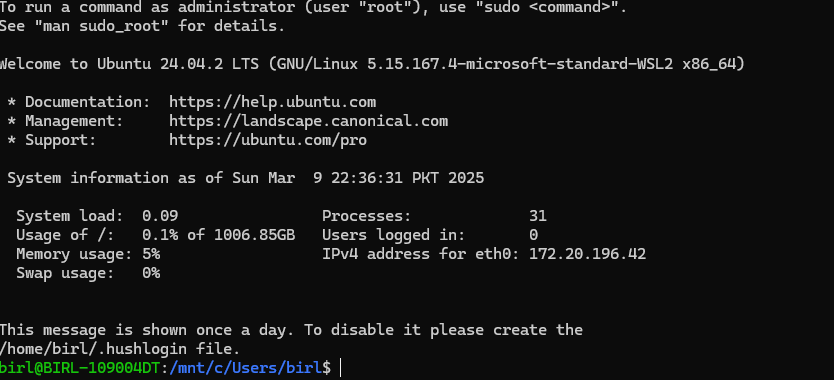 To run a command as administrator (user "root"), use "sudo <command>".
See "man sudo_root" for details.
Welcome to Ubuntu 24.04.2 LTS (GNU/Linux 5.15.167.4-microsoft-standard-WSL2 x86_64)
* Documentation:  https://help.ubuntu.com
* Management:     https://landscape.canonical.com
* Support:        https://ubuntu.com/pro
System information as of Sun Mar  9 22:36:31 PKT 2025
System load:  0.09                Processes:             31
Usage of /:   0.1% of 1006.85GB   Users logged in:       0
Memory usage: 5%                  IPv4 address for eth0: 172.20.196.42
Swap usage:   0%
This message is shown once a day. To disable it please create the
/home/birl/.hushlogin file.
birl@BIRL-109004DT:/mnt/c/Users/birl$